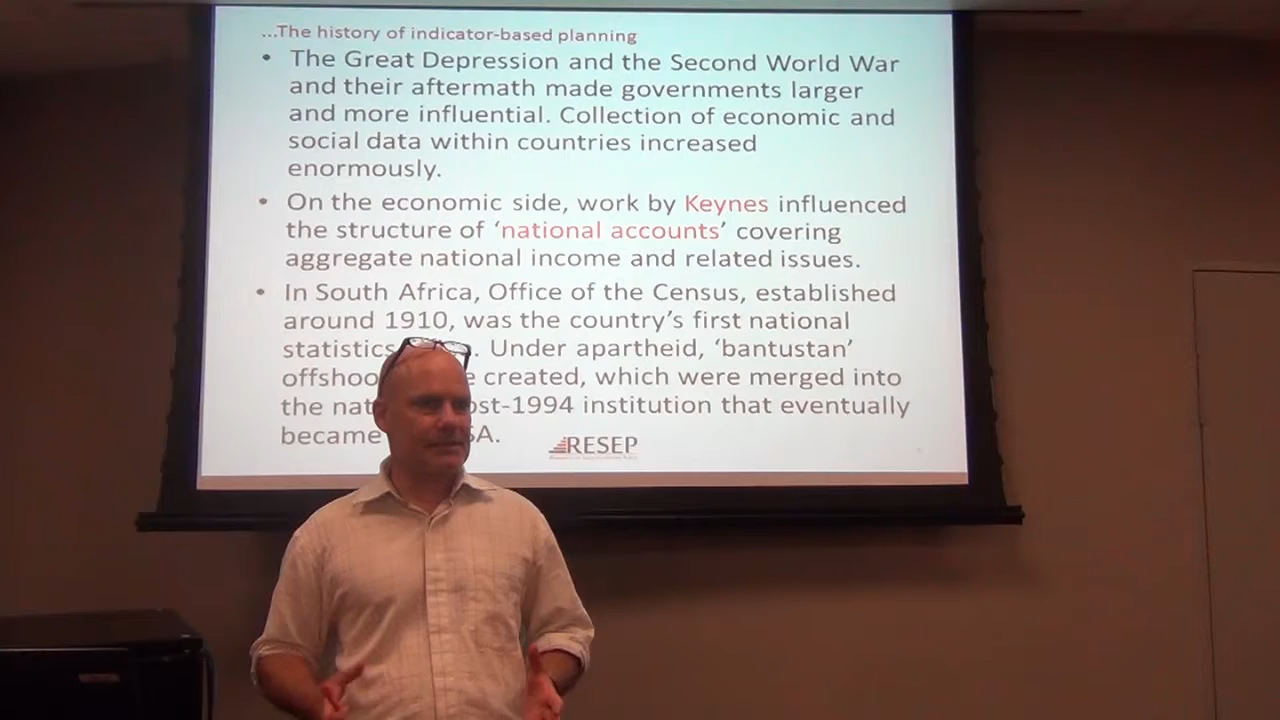 ...The history of indicator-based planning
• The Great Depression and the Second World War
and their aftermath made governments larger
and more influential. Collection of economic and
social data within countries increased
enormously.
• On the economic side, work by Keynes influenced
the structure of ‘national accounts’ covering
aggregate national income and related issues.
• In South Africa, Office of the Census, established
around 1910, was the country’s first national
statistics . Under apartheid, ‘bantustan’
created, which were merged into
the post-1994 institution that eventually
became
RESEP